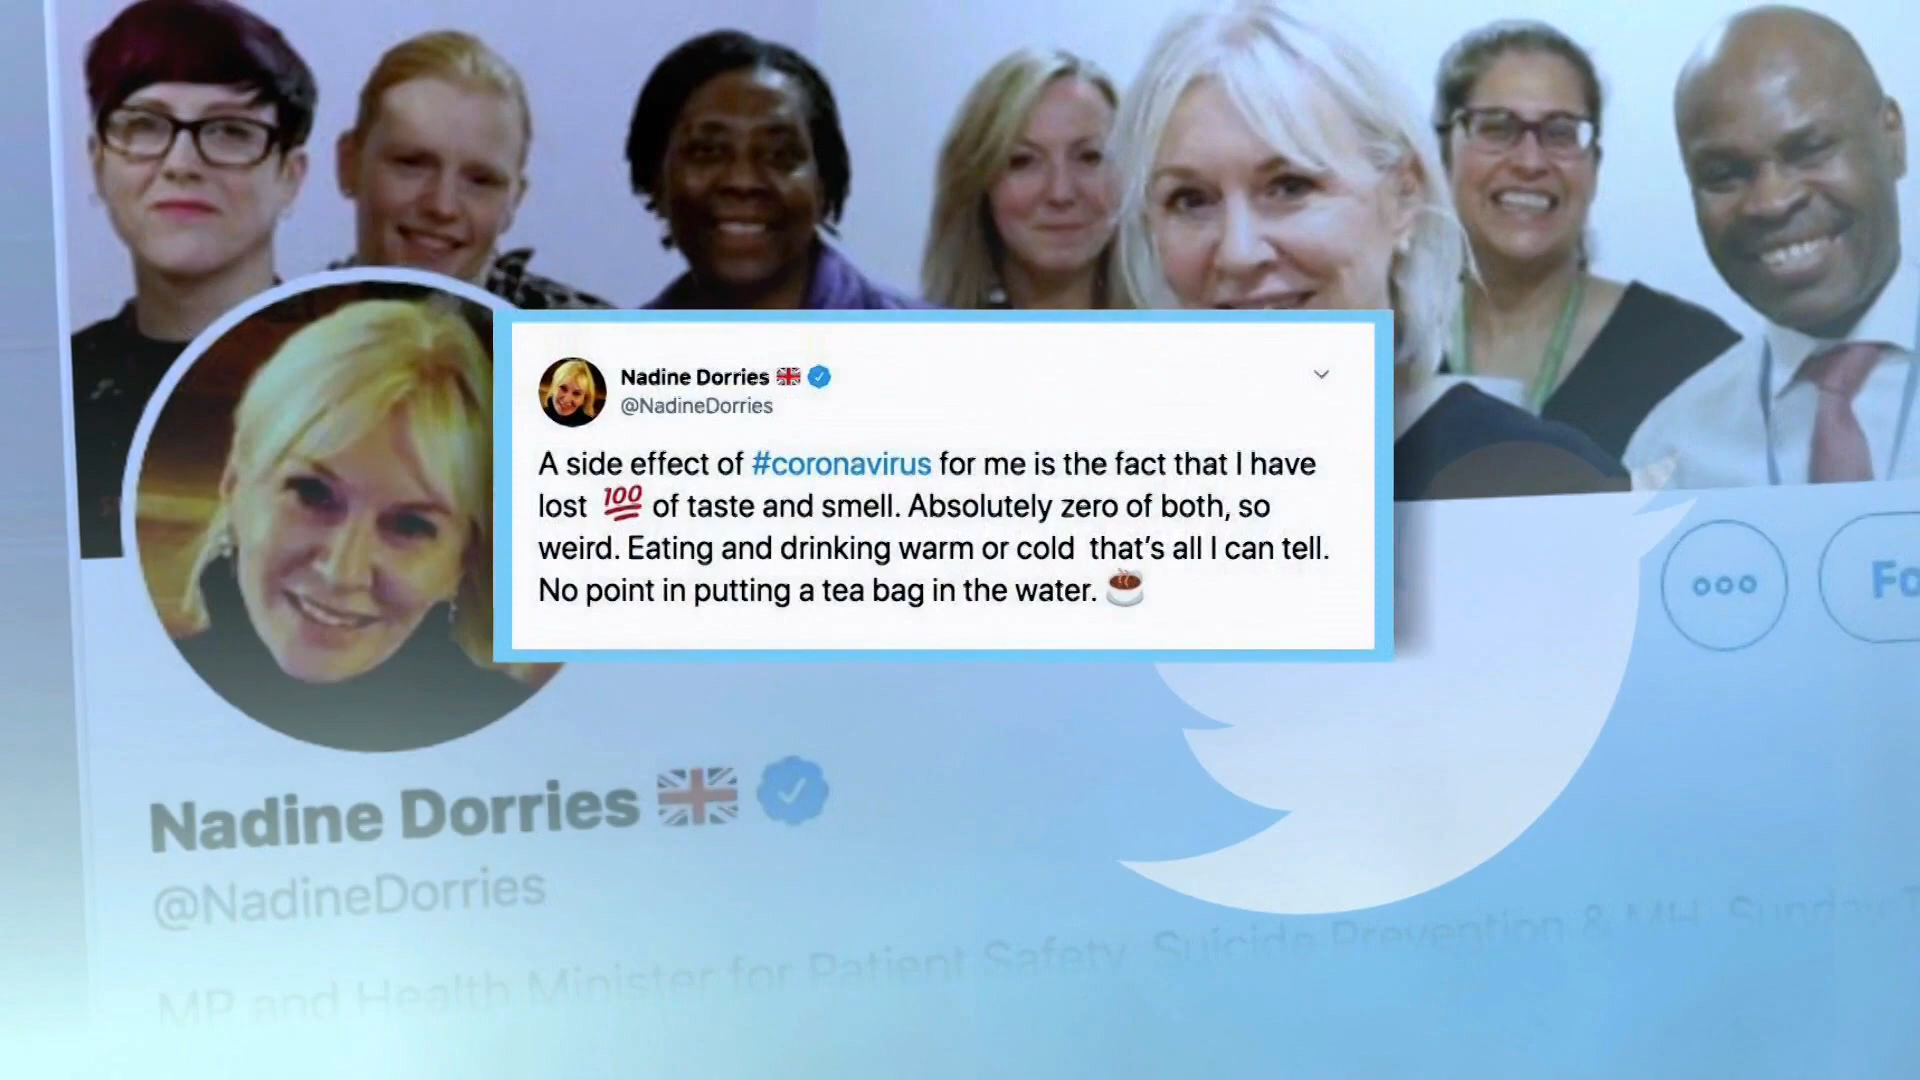 Nadine Dorries
@NadineDorries
A side effect of #coronavirus for me is the fact that I have
lost 💯 of taste and smell. Absolutely zero of both, so
weird. Eating and drinking warm or cold that's all I can tell.
No point in putting a tea bag in the water.
Fo
Nadine Dorries
@NadineDorries
MP and Health Minister for Patient Safety, Suicide Prevention & MH. Sunday T